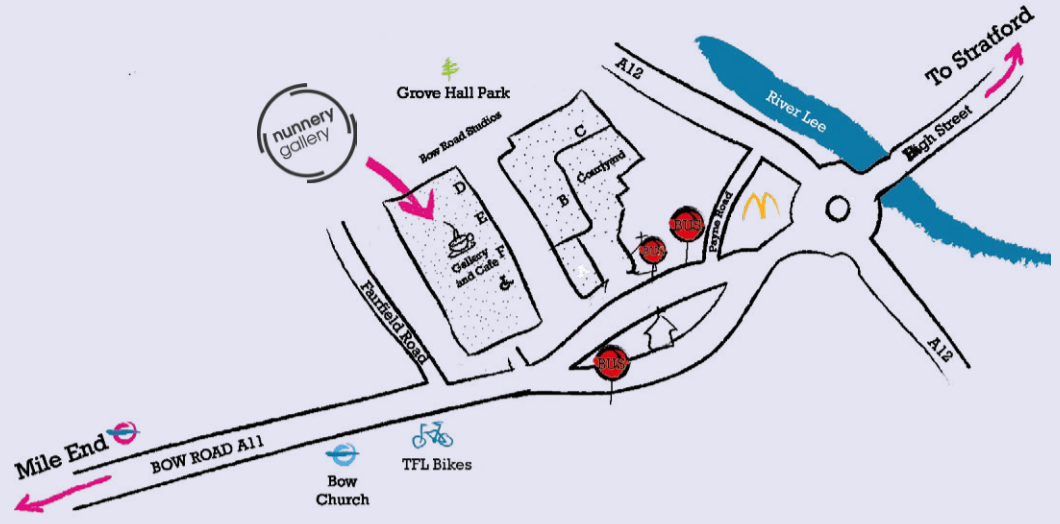 To Stratford
A12
River Lee
High Street
Grove Hall Park
nunnery
gallery
Bow Road Studios
C
Courtyard
D
B
E
BUS
BUS
Payne Road
F
Gallery
and Cafe
A
Fairfield Road
BUS
A12
Mile End
BOW ROAD A11
TFL Bikes
Bow
Church